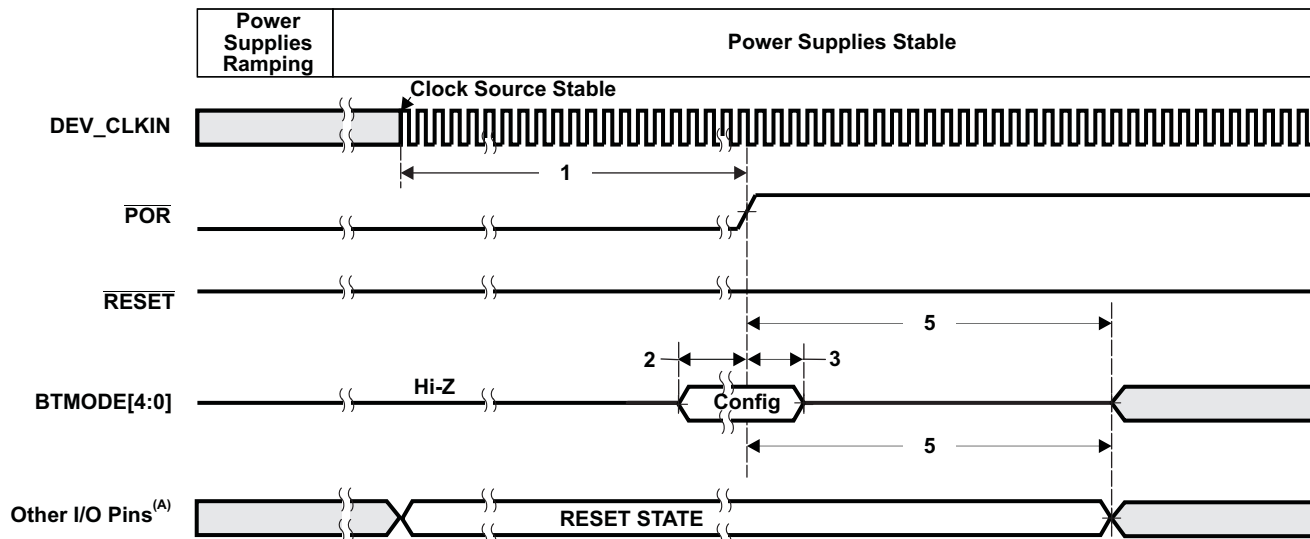 Power
Supplies
Ramping
Power Supplies Stable
Clock Source Stable
DEV_CLKIN
1
POR
RESET
5
2
3
Hi-Z
BTMODE[4:0]
Config
5
Other I/O Pins(A)
RESET STATE